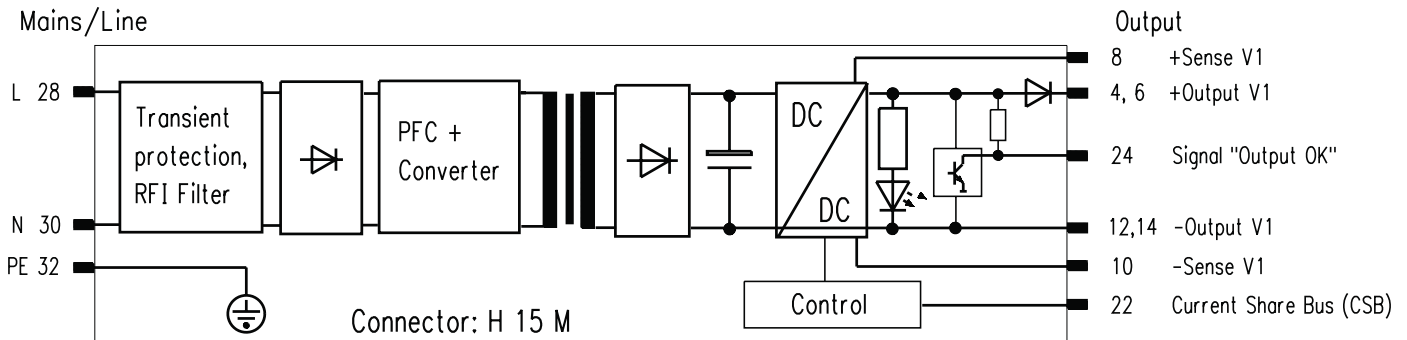 Mains/Line
Output
8 +Sense V1
L 28
4, 6 +Output V1
Transient
protection,
RFI Filter
PFC +
Converter
DC
DC
24 Signal "Output OK"
N 30
12,14 -Output V1
PE 32
10 -Sense V1
Control
22 Current Share Bus (CSB)
Connector: H 15 M